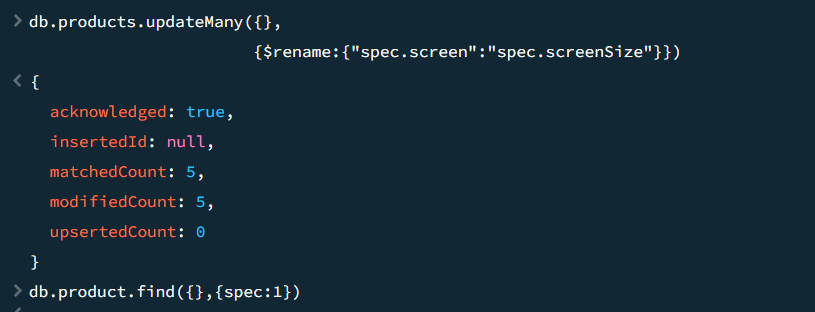 > db.products.updateMany({},
{$rename:{"spec.screen":"spec.screenSize"}})
< {
acknowledged: true,
insertedId: null,
matchedCount: 5,
modifiedCount: 5,
upsertedCount: 0
}
> db.product.find({},{spec:1})